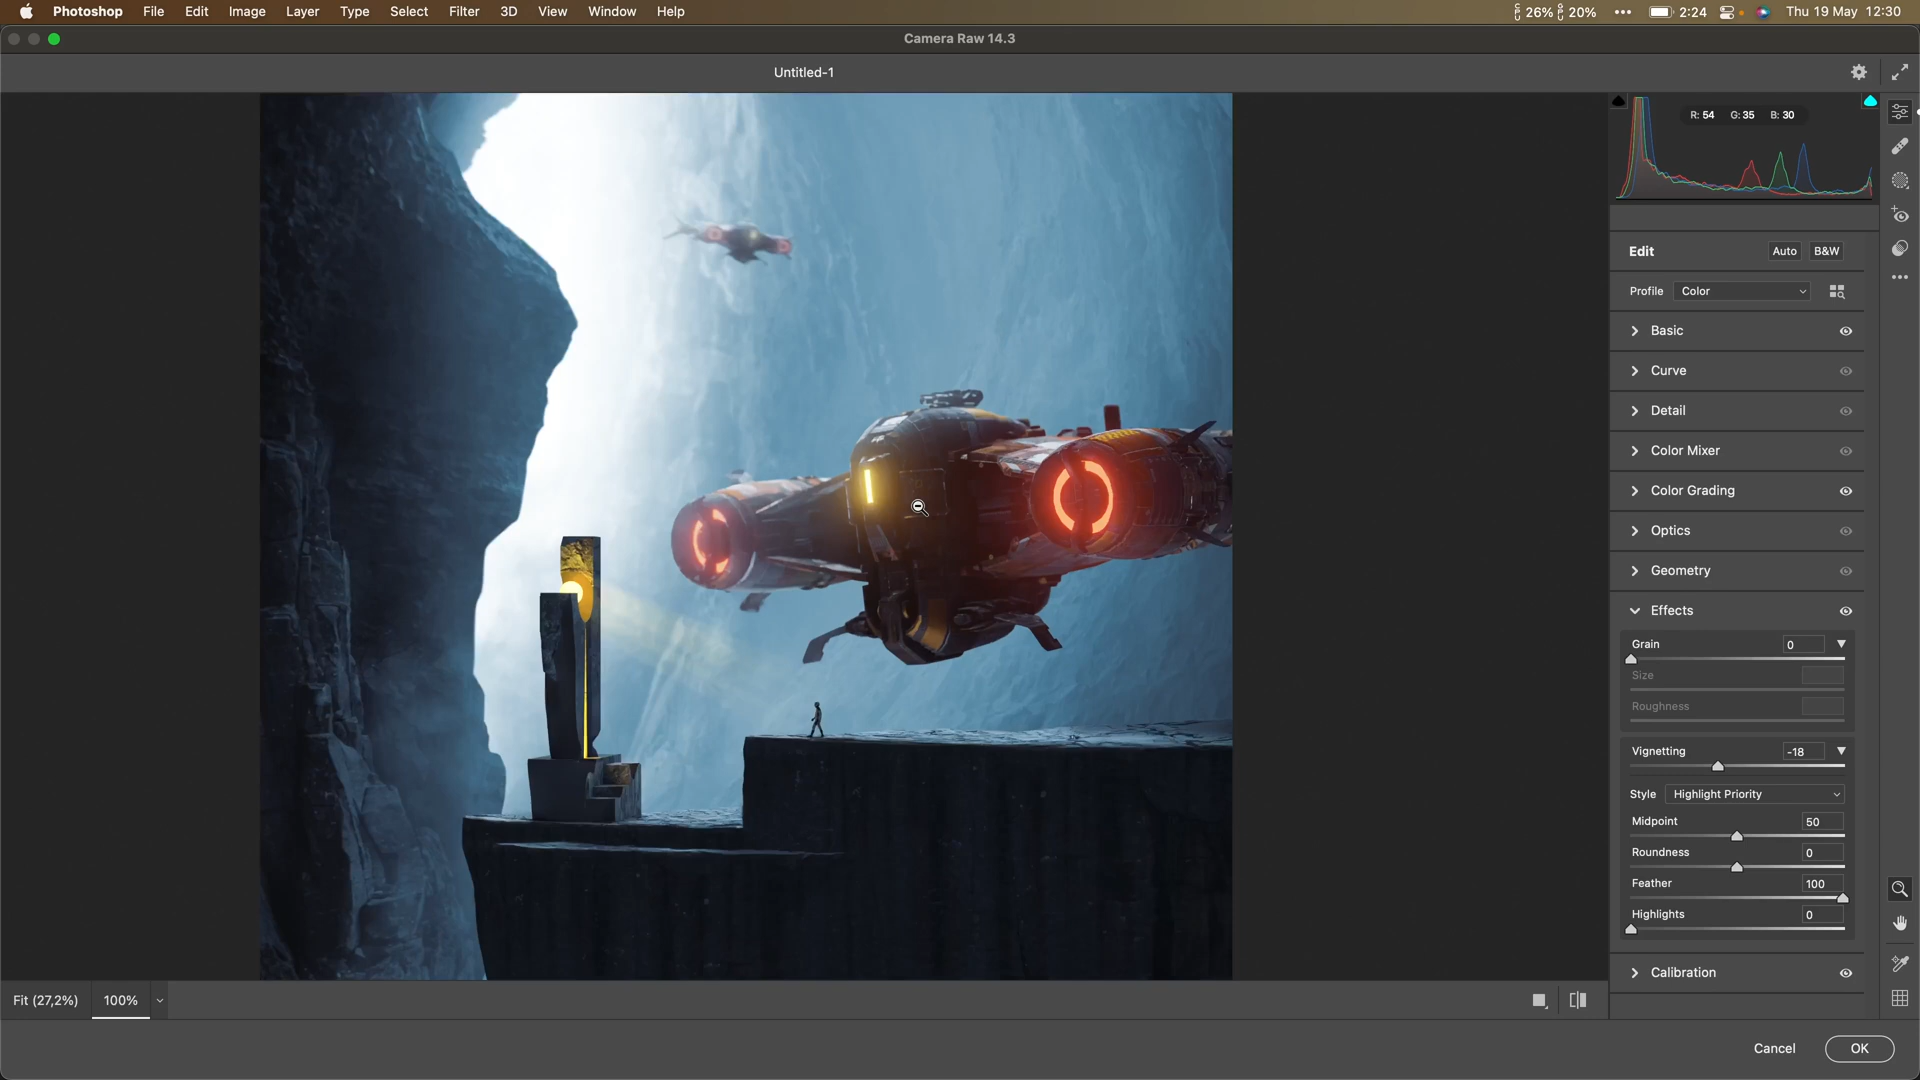 Photoshop File Edit Image Layer Type Select Filter 3D View Window Help 26% 20% 2:24 Thu 19 May 12:30
Camera Raw 14.3
Untitled-1
R: 54 G: 35 B: 30
Edit Auto B&W
Profile Color
Basic
Curve
Detail
Color Mixer
Color Grading
Optics
Geometry
Effects
Grain 0
Size
Roughness
Vignetting -18
Style Highlight Priority
Midpoint 50
Roundness 0
Feather 100
Highlights 0
Calibration
Fit (27,2%) 100%
Cancel OK